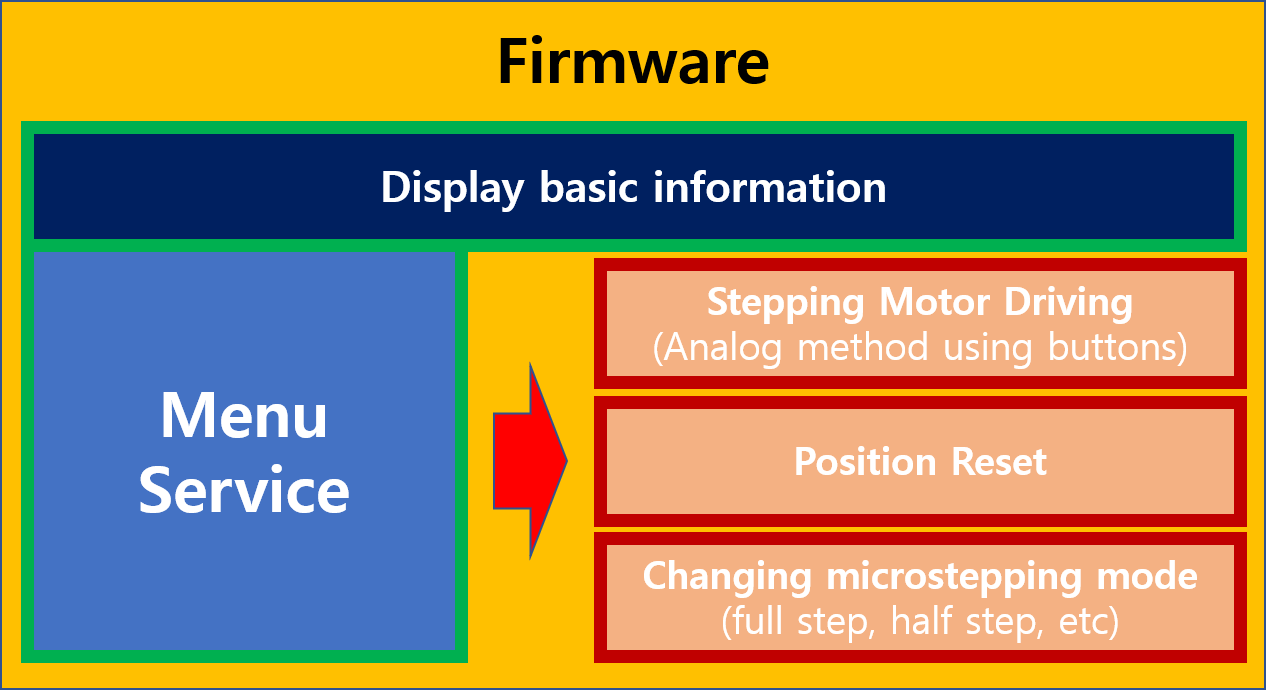 Firmware
Display basic information
Menu
Service
Stepping Motor Driving
(Analog method using buttons)
Position Reset
Changing microstepping mode
(full step, half step, etc)